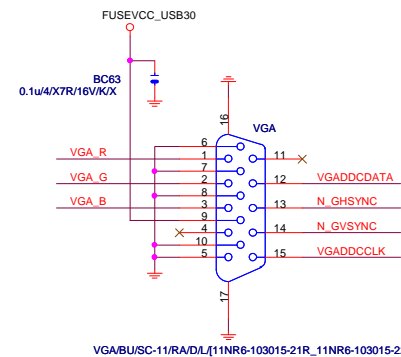 FUSEVCC_USB30
BC63
0.1u/4/X7R/16V/K/X
VGA
16
6
VGA_R 1 11
7
VGA_G 2 12 VGADDCDATA
8
VGA_B 3 13 N_GHSYNC
9
4 14 N_GVSYNC
10
5 15 VGADDCCLK
17
VGA/BU/SC-11/RA/D/L/[11NR6-103015-21R_11NR6-103015-2